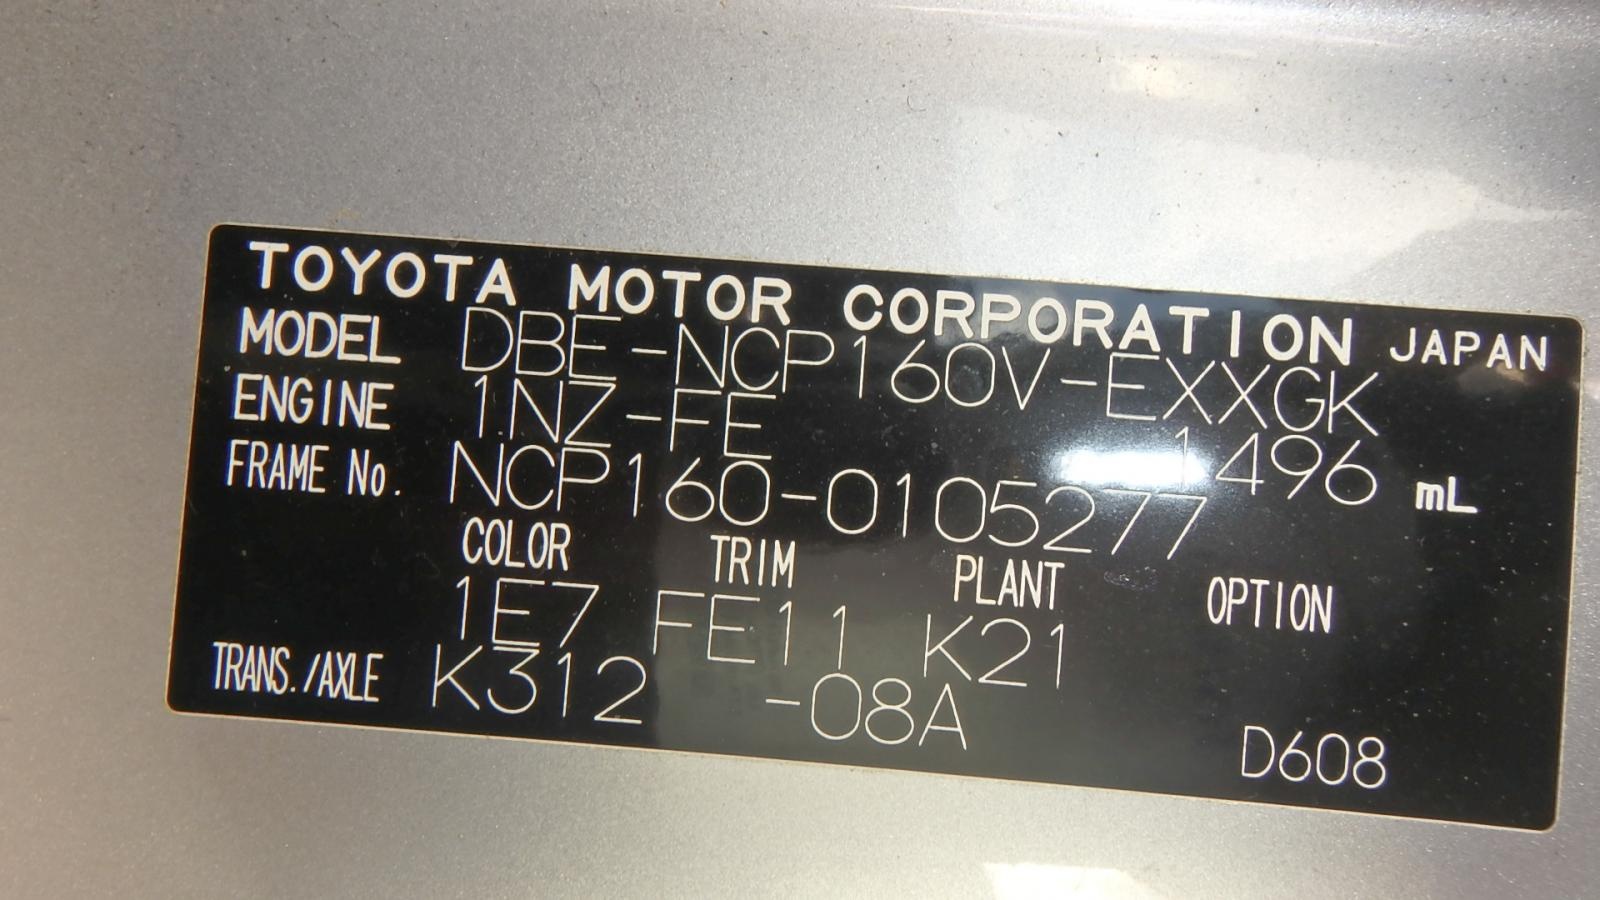 TOYOTA MOTOR CORPORATION JAPAN
MODEL DBE-NCP160V-EXXGK
ENGINE 1NZ-FE 1496 mL
FRAME No. NCP160-0105277
COLOR TRIM PLANT OPTION
1E7 FE11 K21
TRANS./AXLE K312 -08A
D608